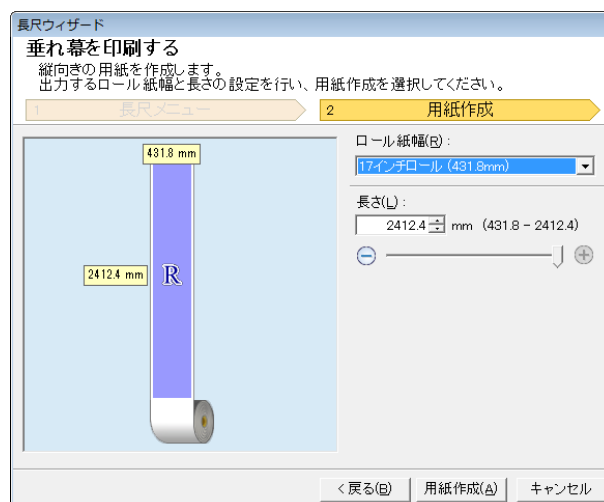 長尺ウィザード
垂れ幕を印刷する
縦向きの用紙を作成します。
出力するロール紙幅と長さの設定を行い、用紙作成を選択してください。
1 長尺メニュー 2 用紙作成
431.8 mm
2412.4 mm
R
ロール紙幅(R) :
17インチロール (431.8mm)
長さ(L) :
2412.4 mm (431.8 - 2412.4)
< 戻る(B) 用紙作成(A) キャンセル